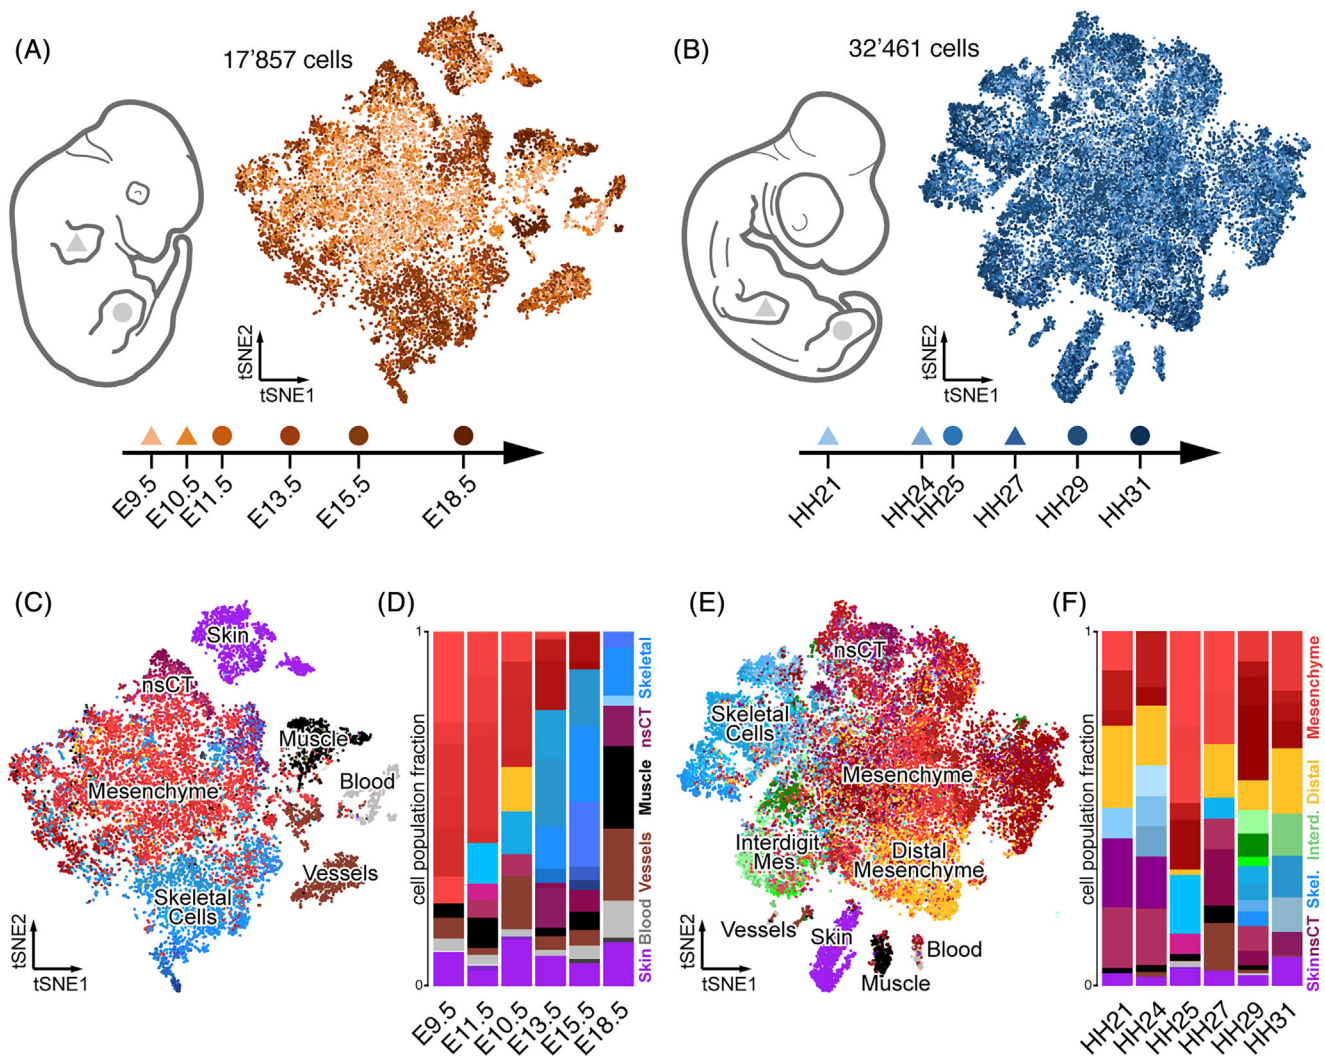 (A)
17'857 cells
tSNE2
tSNE1
E9.5
E10.5
E11.5
E13.5
E15.5
E18.5
(B)
32'461 cells
tSNE2
tSNE1
HH21
HH24
HH25
HH27
HH29
HH31
(C)
Skin
nsCT
Muscle
Blood
Mesenchyme
Vessels
Skeletal
Cells
tSNE2
tSNE1
(D)
1
cell population fraction
0
E9.5
E11.5
E10.5
E13.5
E15.5
E18.5
Skin Blood Vessels Muscle nsCT Skeletal
(E)
nsCT
Skeletal
Cells
Mesenchyme
Interdigit
Mes.
Distal
Mesenchyme
Vessels
Skin
Blood
Muscle
tSNE2
tSNE1
(F)
1
cell population fraction
0
HH21
HH24
HH25
HH27
HH29
HH31
Skin nsCT Skel. Interd. Distal Mesenchyme